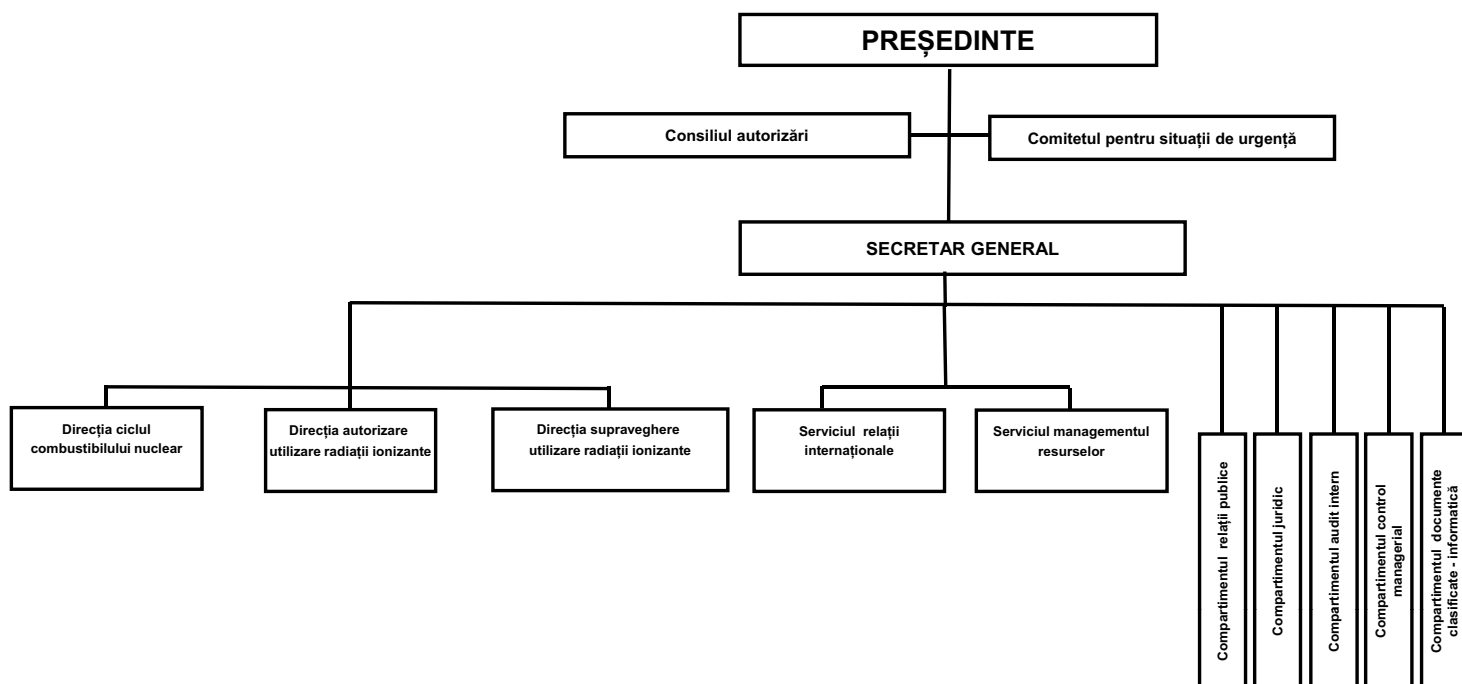 PREȘEDINTE
Consiliul autorizări
Comitetul pentru situații de urgență
SECRETAR GENERAL
Direcția ciclul
combustibilului nuclear
Direcția autorizare
utilizare radiații ionizante
Direcția supraveghere
utilizare radiații ionizante
Serviciul relații
internaționale
Serviciul managementul
resurselor
Compartimentul relații publice
Compartimentul juridic
Compartimentul audit intern
Compartimentul control
managerial
Compartimentul documente
clasificate - informatică